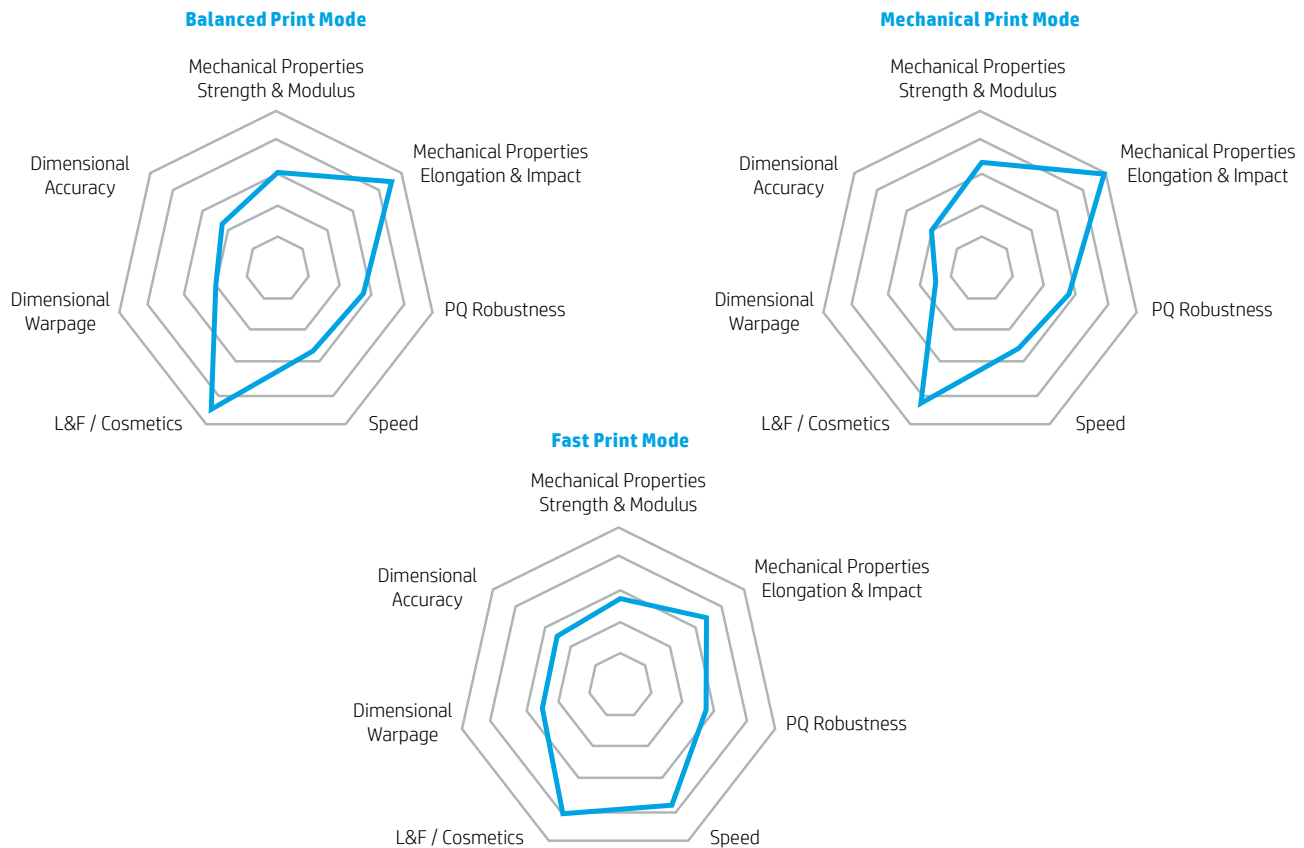 Balanced Print Mode
Mechanical Properties
Strength & Modulus
Mechanical Properties
Elongation & Impact
PQ Robustness
Speed
L&F / Cosmetics
Dimensional
Warpage
Dimensional
Accuracy
Mechanical Print Mode
Mechanical Properties
Strength & Modulus
Mechanical Properties
Elongation & Impact
PQ Robustness
Speed
L&F / Cosmetics
Dimensional
Warpage
Dimensional
Accuracy
Fast Print Mode
Mechanical Properties
Strength & Modulus
Mechanical Properties
Elongation & Impact
PQ Robustness
Speed
L&F / Cosmetics
Dimensional
Warpage
Dimensional
Accuracy